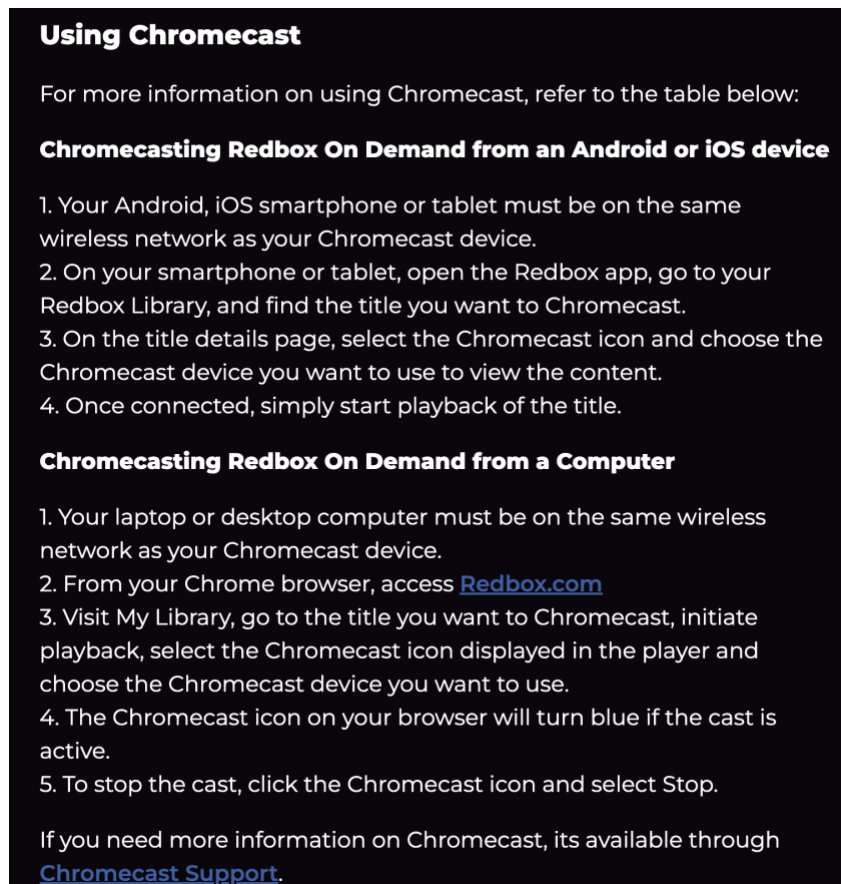 Using Chromecast
For more information on using Chromecast, refer to the table below:
Chromecasting Redbox On Demand from an Android or iOS device
1. Your Android, iOS smartphone or tablet must be on the same
wireless network as your Chromecast device.
2. On your smartphone or tablet, open the Redbox app, go to your
Redbox Library, and find the title you want to Chromecast.
3. On the title details page, select the Chromecast icon and choose the
Chromecast device you want to use to view the content.
4. Once connected, simply start playback of the title.
Chromecasting Redbox On Demand from a Computer
1. Your laptop or desktop computer must be on the same wireless
network as your Chromecast device.
2. From your Chrome browser, access Redbox.com
3. Visit My Library, go to the title you want to Chromecast, initiate
playback, select the Chromecast icon displayed in the player and
choose the Chromecast device you want to use.
4. The Chromecast icon on your browser will turn blue if the cast is
active.
5. To stop the cast, click the Chromecast icon and select Stop.
If you need more information on Chromecast, its available through
Chromecast Support.